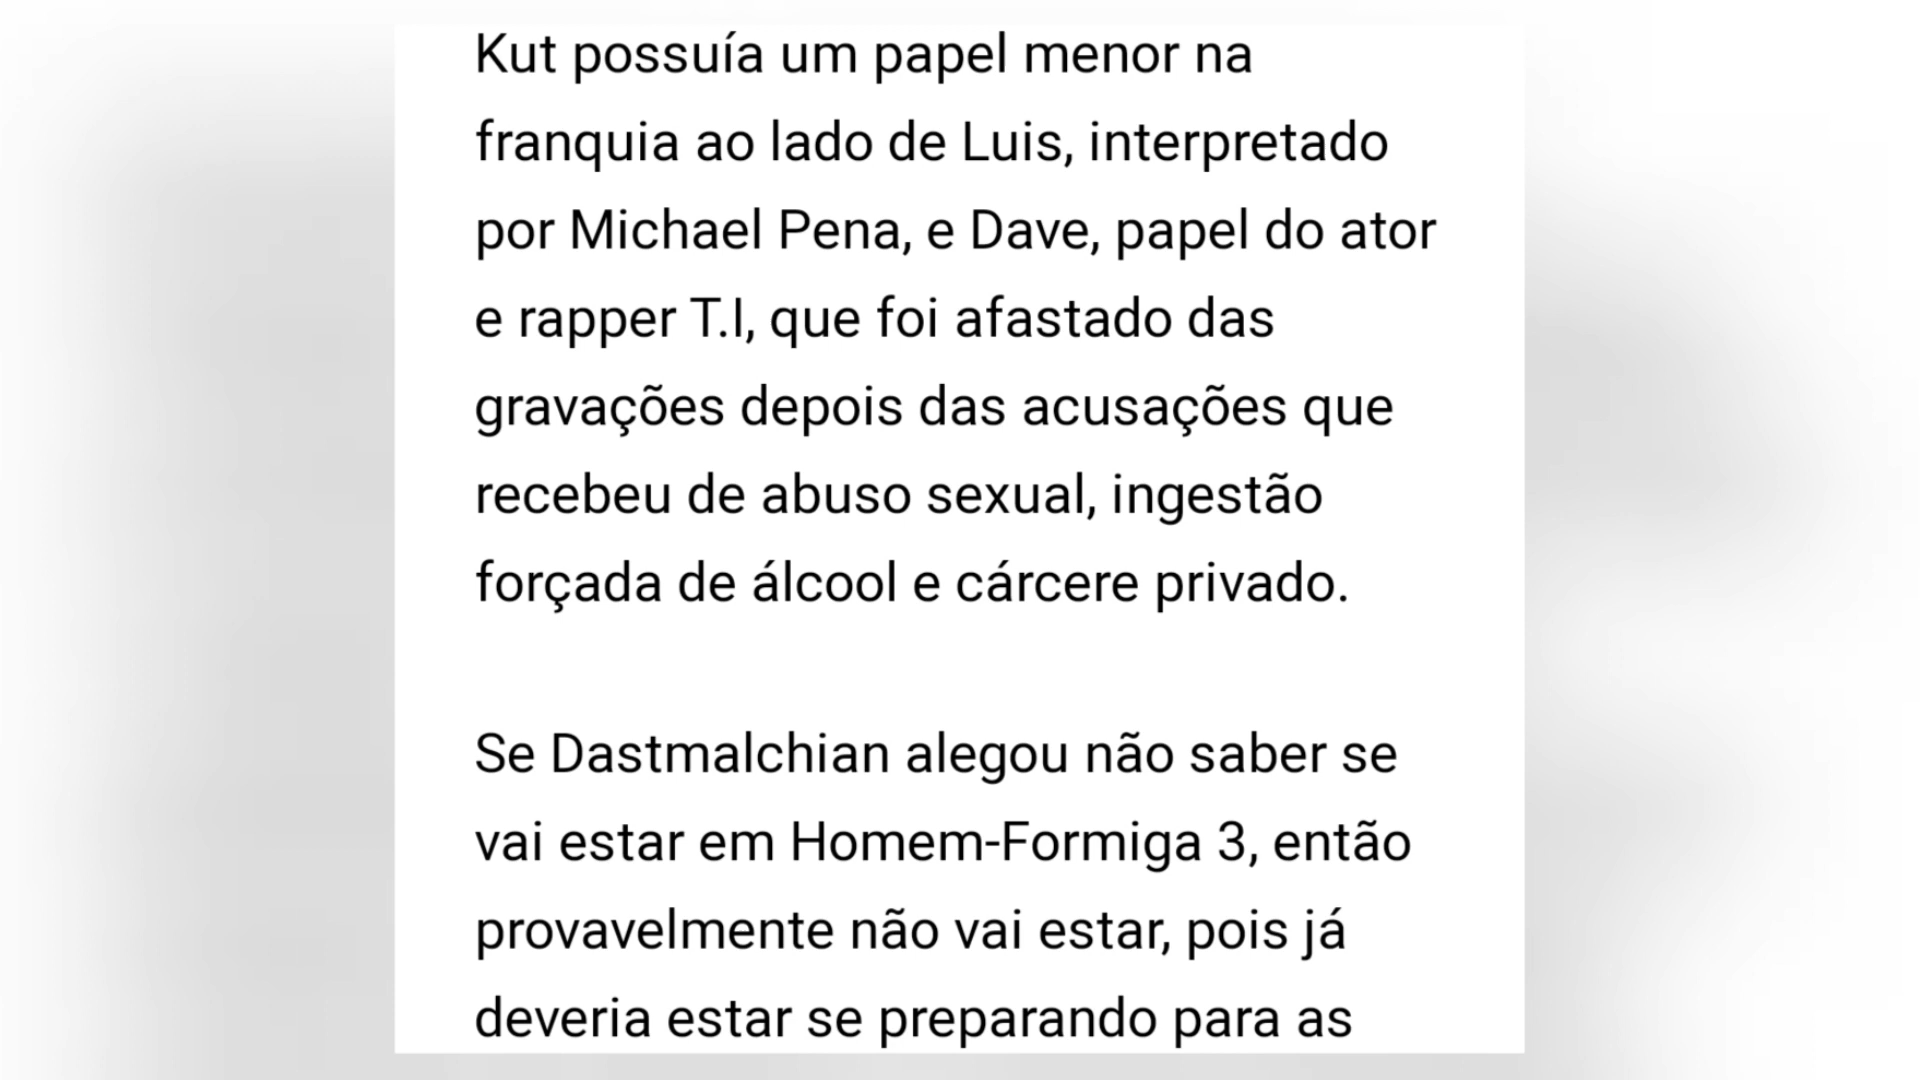 Kut possuía um papel menor na
franquia ao lado de Luis, interpretado
por Michael Pena, e Dave, papel do ator
e rapper T.I, que foi afastado das
gravações depois das acusações que
recebeu de abuso sexual, ingestão
forçada de álcool e cárcere privado.
Se Dastmalchian alegou não saber se
vai estar em Homem-Formiga 3, então
provavelmente não vai estar, pois já
deveria estar se preparando para as